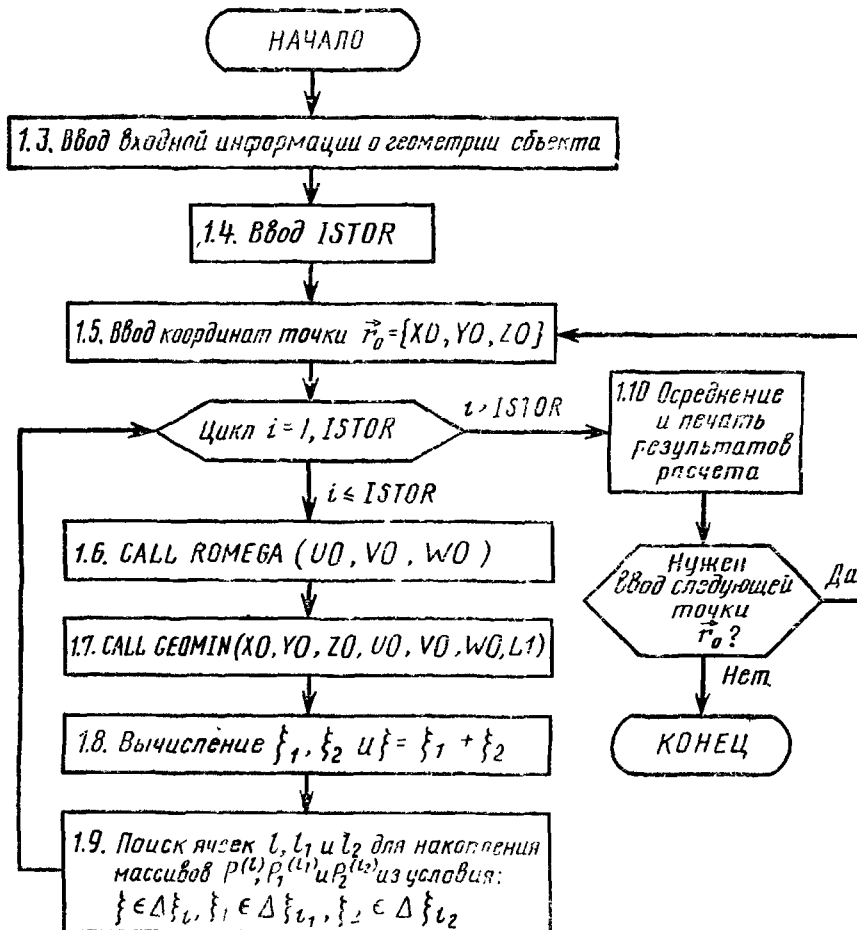 НАЧАЛО
1.3. Ввод входной информации о геометрии объекта
1.4. Ввод ISTOR
1.5. Ввод координат точки r⃗₀={X0, Y0, Z0}
Цикл i = 1, ISTOR
i > ISTOR
i ≤ ISTOR
1.6. CALL ROMEGA (U0, V0, W0)
1.7. CALL GEOMIN(X0, Y0, Z0, U0, V0, W0, L1)
1.8. Вычисление ξ₁, ξ₂ и ξ = ξ₁ + ξ₂
1.9. Поиск ячеек l, l₁ и l₂ для накопления
массивов P⁽ˡ⁾, P₁⁽ˡ¹⁾ и P₂⁽ˡ²⁾ из условия:
ξ ∈ Δξ_l, ξ₁ ∈ Δξ_l₁, ξ₂ ∈ Δξ_l₂
1.10 Осреднение
и печать
результатов
расчета
Нужен
ввод следующей
точки
r⃗₀?
Да
Нет
КОНЕЦ